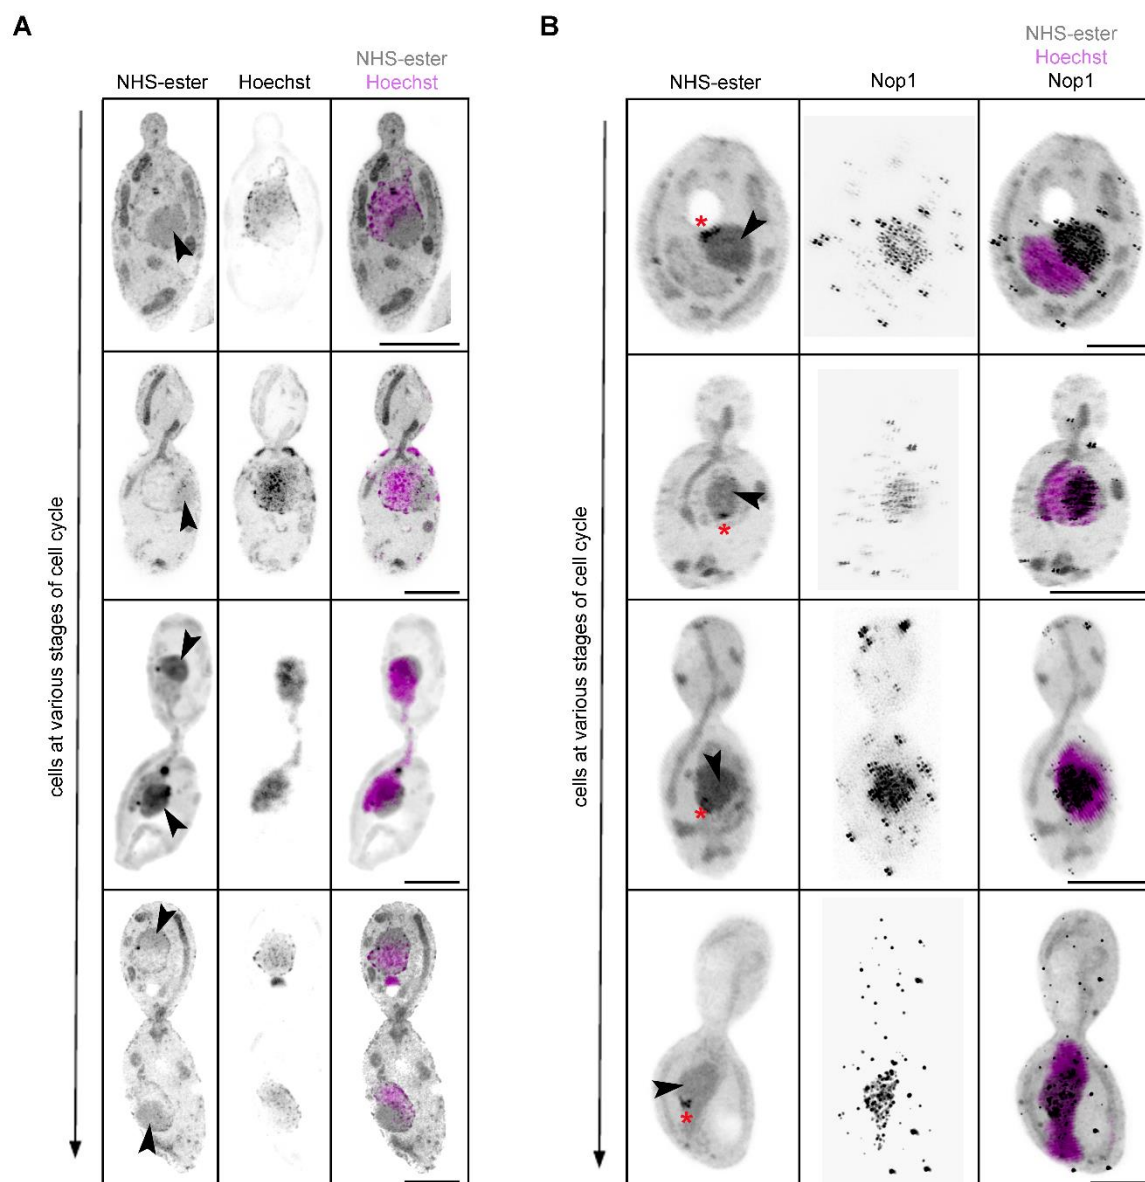 A
NHS-ester
Hoechst
NHS-ester
Hoechst
cells at various stages of cell cycle
*
B
NHS-ester
Nop1
NHS-ester
Hoechst
Nop1
cells at various stages of cell cycle
*
*
*
*